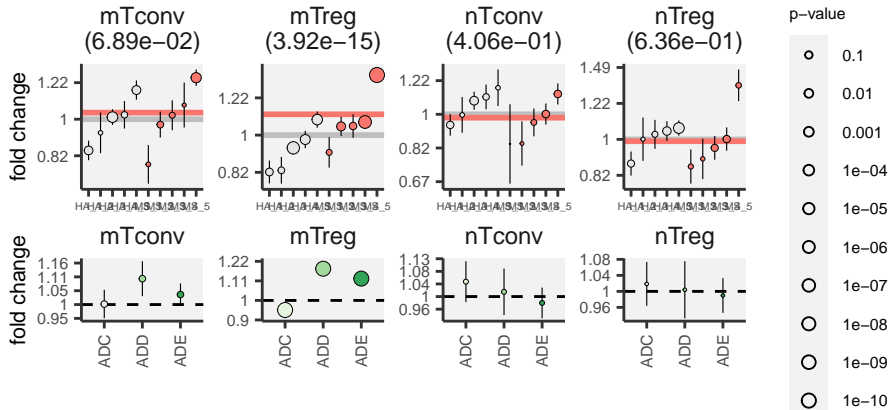 mTconv
(6.89e−02)
mTreg
(3.92e−15)
nTconv
(4.06e−01)
nTreg
(6.36e−01)
fold change
1.22
1
0.82
1.22
1
0.82
1.22
1
0.82
0.67
1.49
1.22
1
0.82
mTconv
mTreg
nTconv
nTreg
fold change
1.16
1.11
1.05
1
0.95
1.22
1.11
1
0.9
1.13
1.08
1.04
1
0.96
1.08
1.04
1
0.96
ADC
ADD
ADE
ADC
ADD
ADE
ADC
ADD
ADE
ADC
ADD
ADE
p−value
0.1
0.01
0.001
1e−04
1e−05
1e−06
1e−07
1e−08
1e−09
1e−10